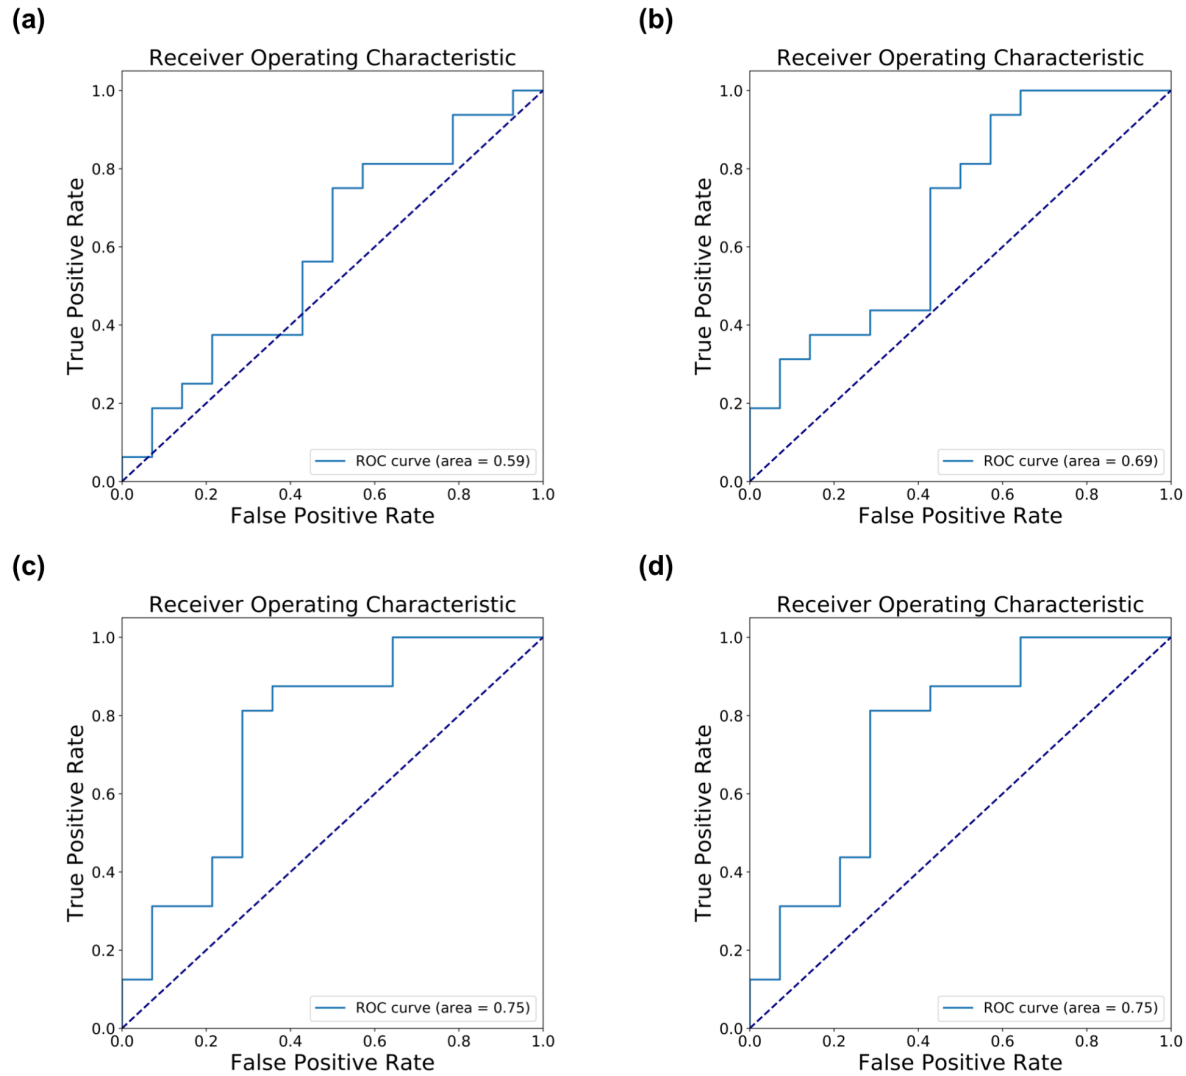 (a)
Receiver Operating Characteristic
1.0
0.8
0.6
0.4
0.2
0.0
True Positive Rate
ROC curve (area = 0.59)
0.0 0.2 0.4 0.6 0.8 1.0
False Positive Rate
(b)
Receiver Operating Characteristic
1.0
0.8
0.6
0.4
0.2
0.0
True Positive Rate
ROC curve (area = 0.69)
0.0 0.2 0.4 0.6 0.8 1.0
False Positive Rate
(c)
Receiver Operating Characteristic
1.0
0.8
0.6
0.4
0.2
0.0
True Positive Rate
ROC curve (area = 0.75)
0.0 0.2 0.4 0.6 0.8 1.0
False Positive Rate
(d)
Receiver Operating Characteristic
1.0
0.8
0.6
0.4
0.2
0.0
True Positive Rate
ROC curve (area = 0.75)
0.0 0.2 0.4 0.6 0.8 1.0
False Positive Rate